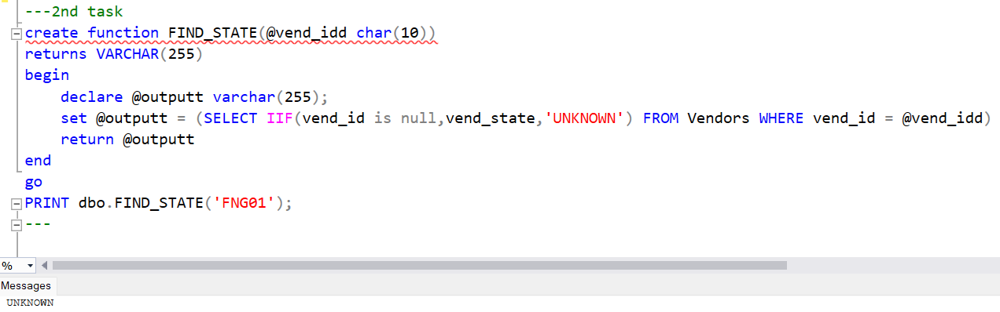 ---2nd task
create function FIND_STATE(@vend_idd char(10))
returns VARCHAR(255)
begin
declare @outputt varchar(255);
set @outputt = (SELECT IIF(vend_id is null,vend_state,'UNKNOWN') FROM Vendors WHERE vend_id = @vend_idd)
return @outputt
end
go
PRINT dbo.FIND_STATE('FNG01');
---
%
Messages
UNKNOWN